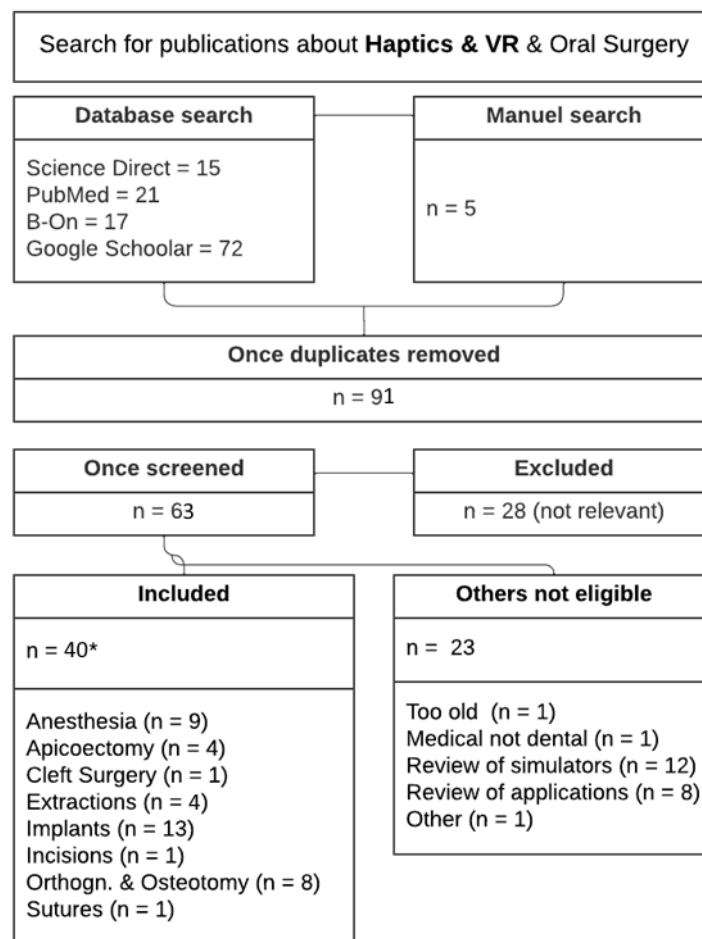 Search for publications about Haptics & VR & Oral Surgery
Database search
Science Direct = 15
PubMed = 21
B-On = 17
Google Schoolar = 72
Manuel search
n = 5
Once duplicates removed
n = 91
Once screened
n = 63
Excluded
n = 28 (not relevant)
Included
n = 40*
Anesthesia (n = 9)
Apicoectomy (n = 4)
Cleft Surgery (n = 1)
Extractions (n = 4)
Implants (n = 13)
Incisions (n = 1)
Orthogn. & Osteotomy (n = 8)
Sutures (n = 1)
Others not eligible
n = 23
Too old (n = 1)
Medical not dental (n = 1)
Review of simulators (n = 12)
Review of applications (n = 8)
Other (n = 1)